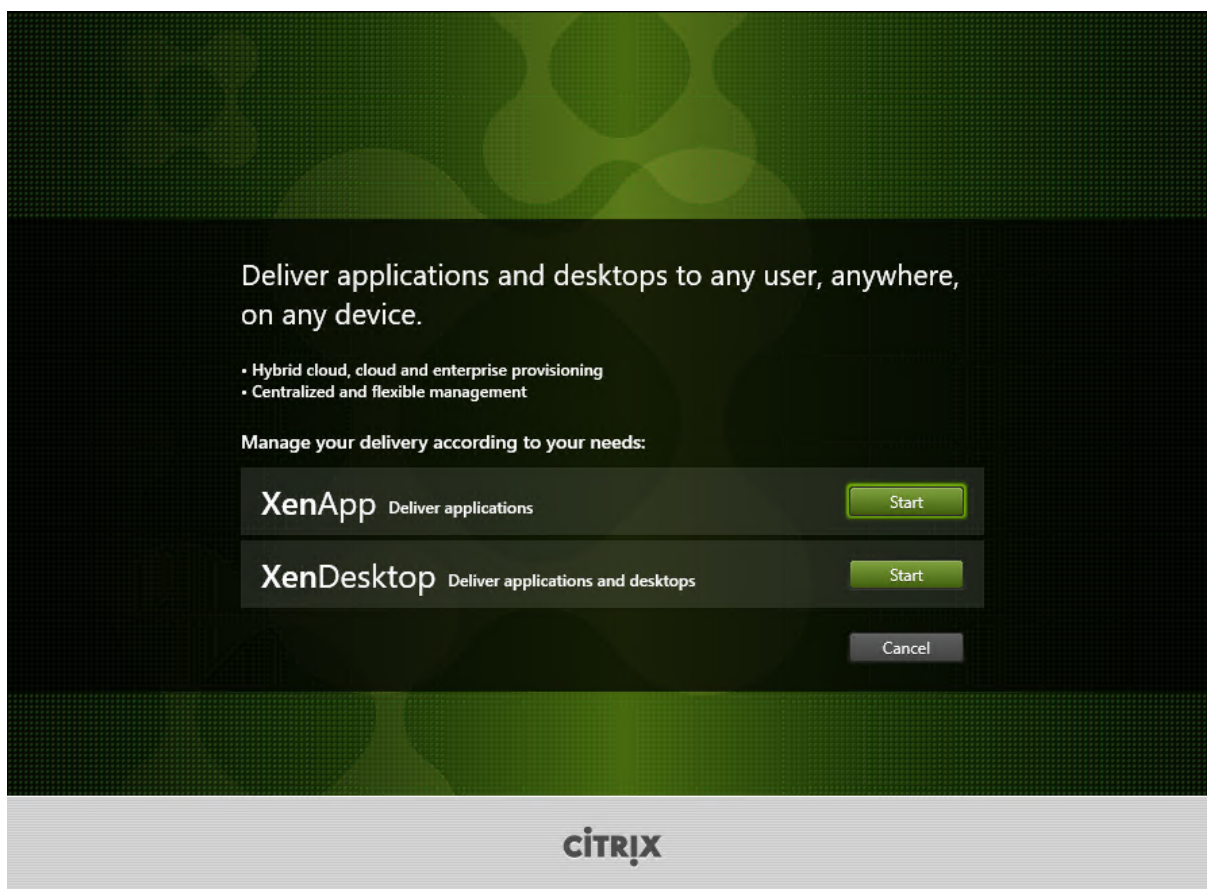 Deliver applications and desktops to any user, anywhere,
on any device.
• Hybrid cloud, cloud and enterprise provisioning
• Centralized and flexible management
Manage your delivery according to your needs:
XenApp Deliver applications Start
XenDesktop Deliver applications and desktops Start
Cancel
CİTRİX